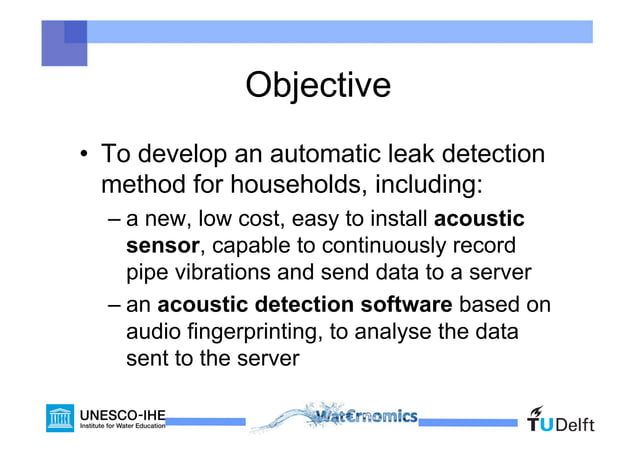 Objective
• To develop an automatic leak detection
method for households, including:
– a new, low cost, easy to install acoustic
sensor, capable to continuously record
pipe vibrations and send data to a server
– an acoustic detection software based on
audio fingerprinting, to analyse the data
sent to the server
UNESCO-IHE
Institute for Water Education
Wat€rnomics
TUDelft